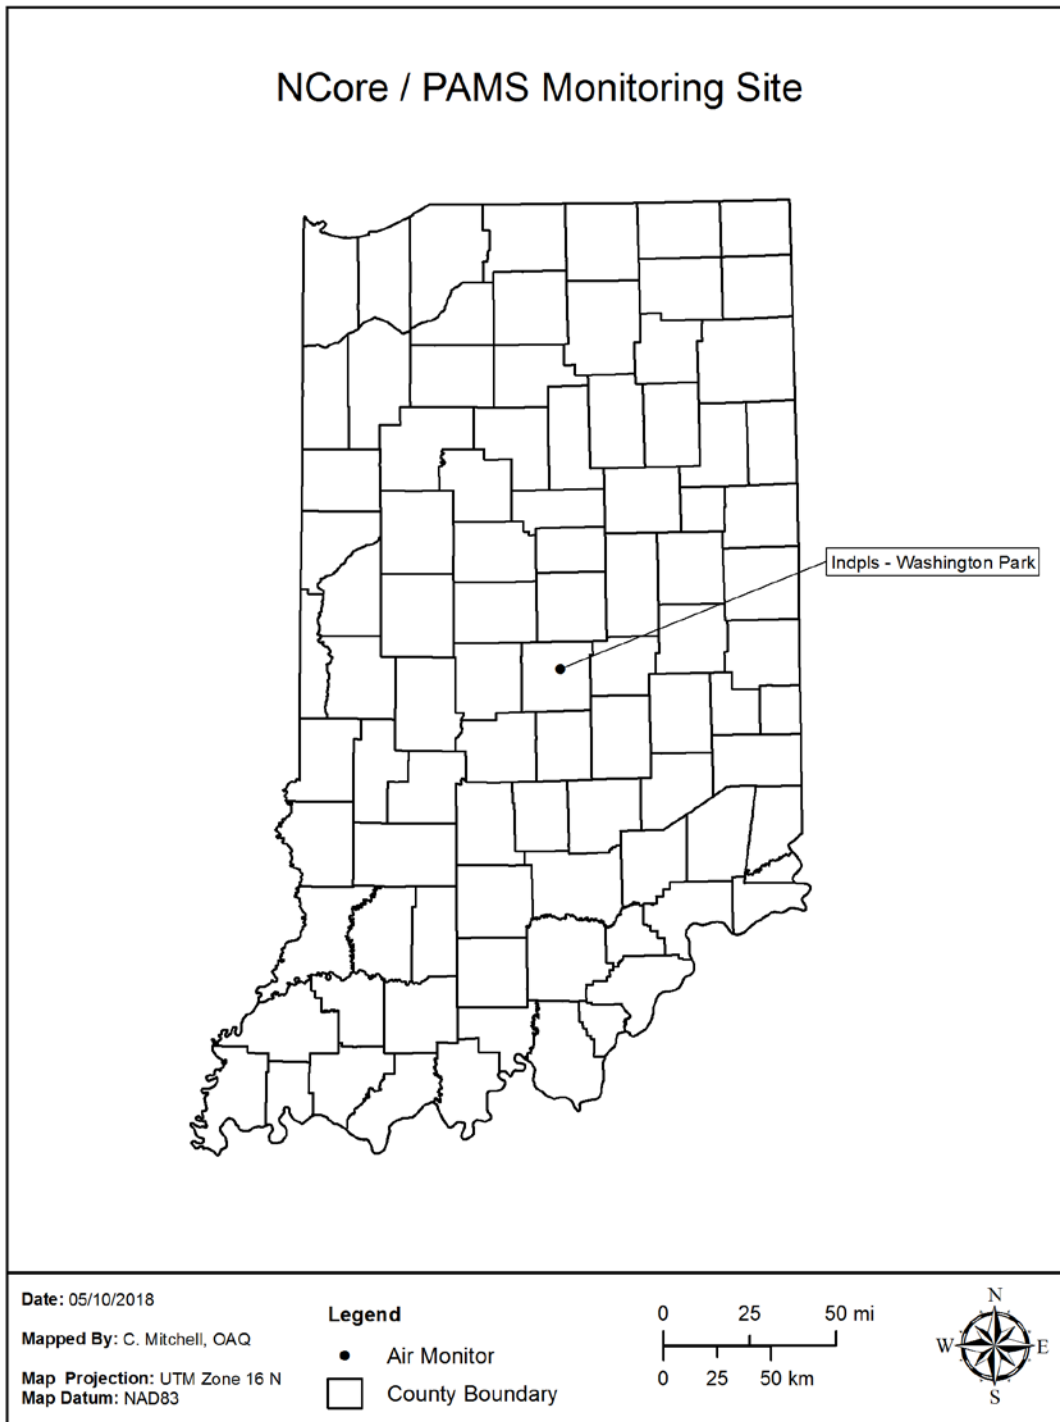 NCore / PAMS Monitoring Site
Indpls - Washington Park
Date: 05/10/2018
Mapped By: C. Mitchell, OAQ
Map Projection: UTM Zone 16 N
Map Datum: NAD83
Legend
Air Monitor
County Boundary
0 25 50 mi
0 25 50 km
N
W E
S